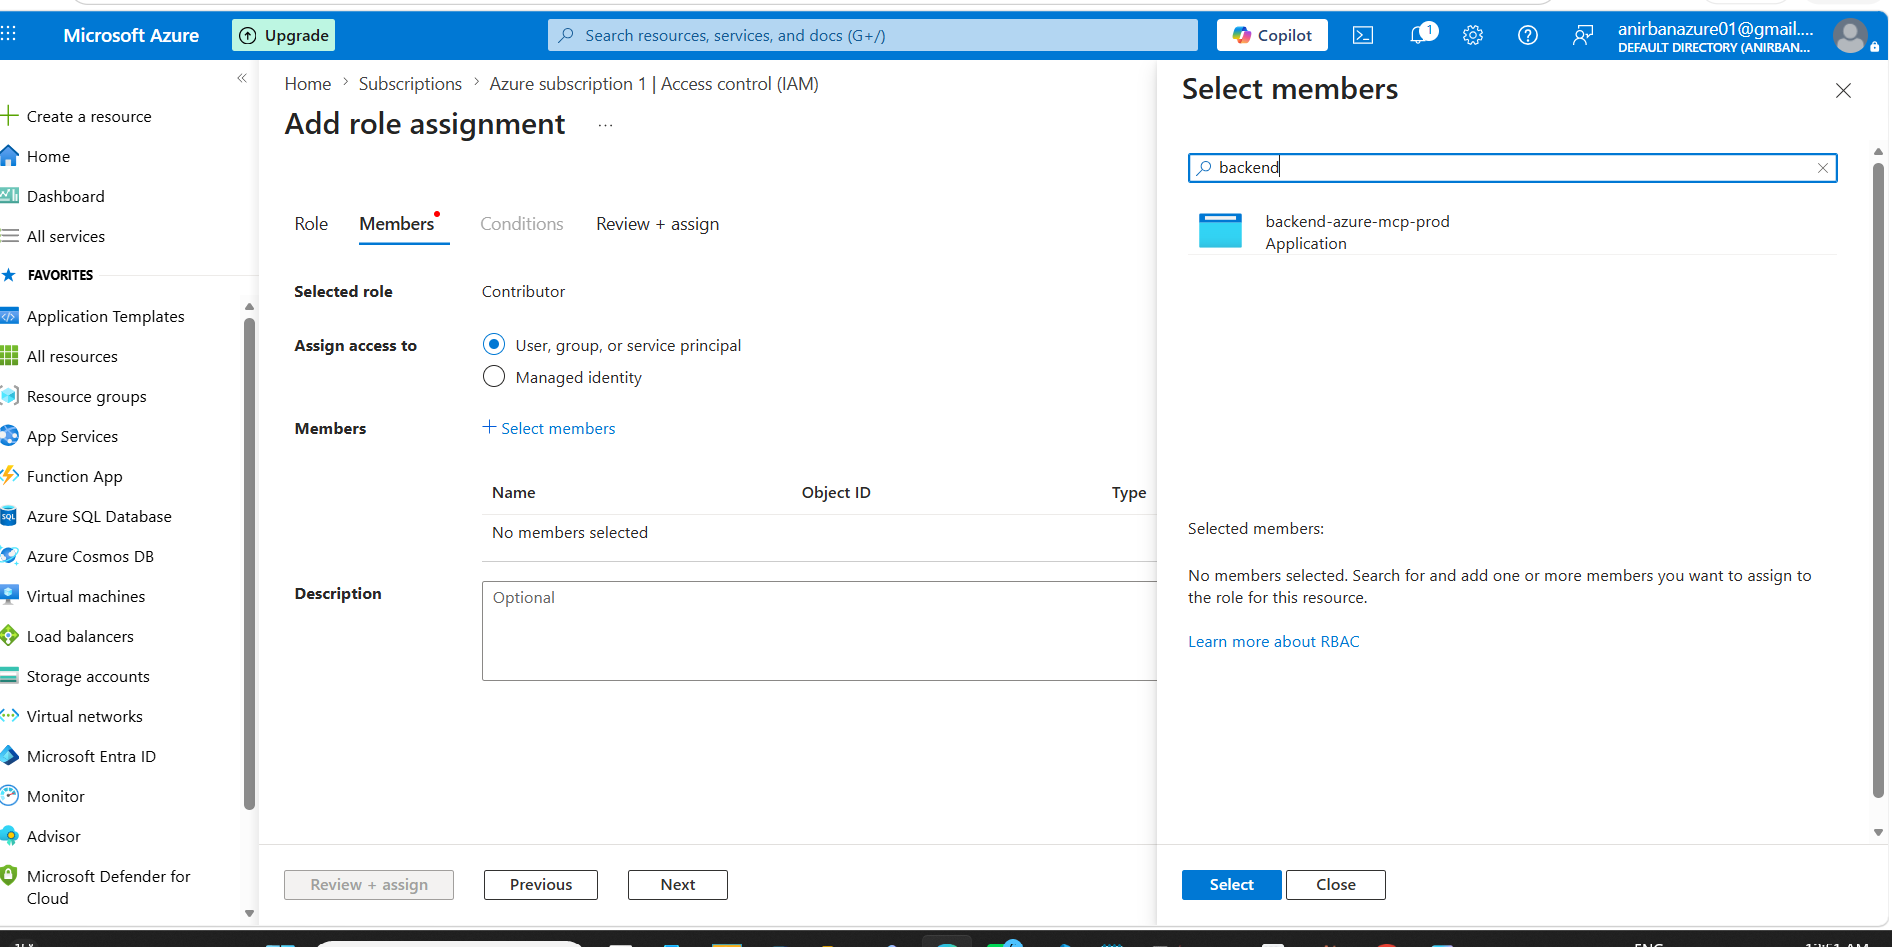 Microsoft Azure
Upgrade
Search resources, services, and docs (G+/)
Copilot
1
anirbanazure01@gmail....
DEFAULT DIRECTORY (ANIRBAN...
Create a resource
Home
Dashboard
All services
FAVORITES
Application Templates
All resources
Resource groups
App Services
Function App
SQL
Azure SQL Database
Azure Cosmos DB
Virtual machines
Load balancers
Storage accounts
Virtual networks
Microsoft Entra ID
Monitor
Advisor
Microsoft Defender for
Cloud
Home > Subscriptions > Azure subscription 1 | Access control (IAM)
Add role assignment ...
Role Members Conditions Review + assign
Selected role Contributor
Assign access to User, group, or service principal
Managed identity
Members + Select members
Name Object ID Type
No members selected
Description Optional
Review + assign Previous Next
Select members
backend
backend-azure-mcp-prod
Application
Selected members:
No members selected. Search for and add one or more members you want to assign to
the role for this resource.
Learn more about RBAC
Select Close